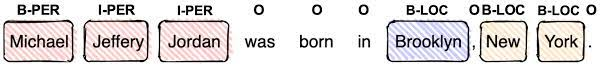 B-PER I-PER I-PER O O O B-LOC O B-LOC B-LOC O
Michael Jeffery Jordan was born in Brooklyn , New York .